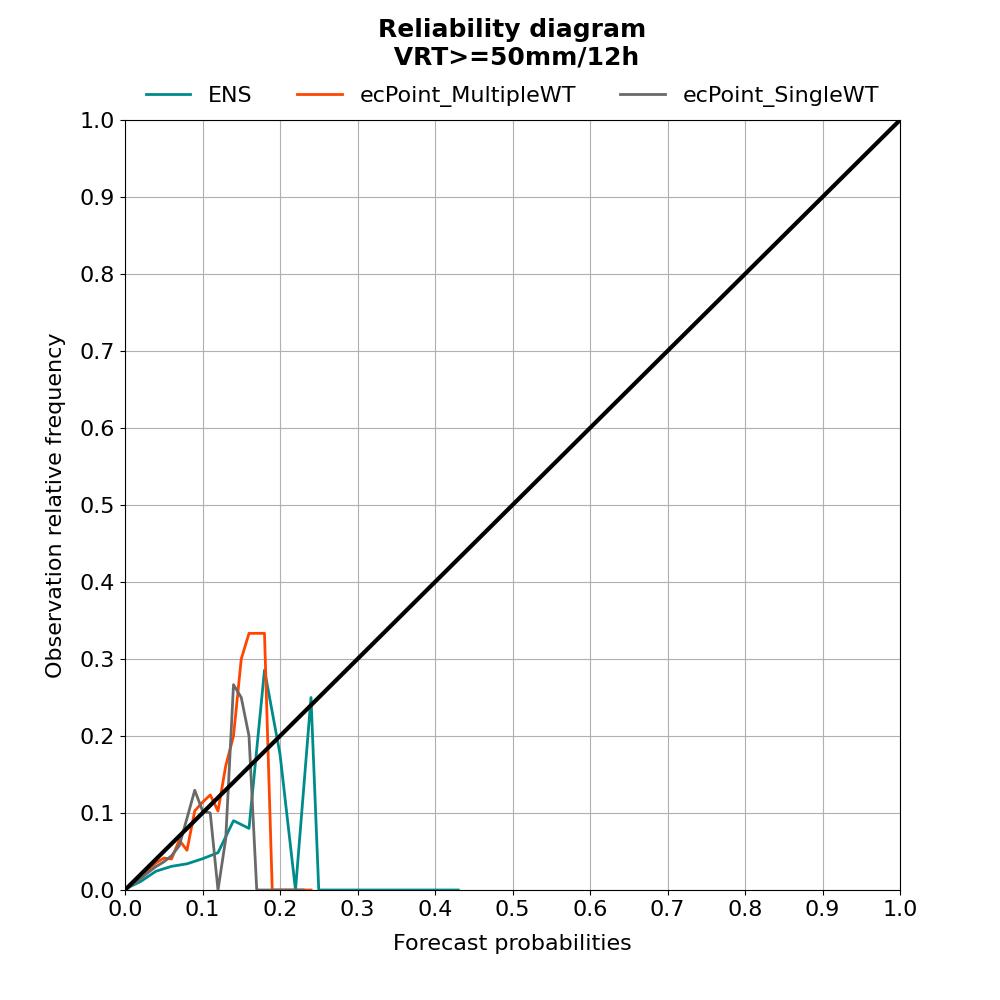 Reliability diagram
VRT>=50mm/12h
ENS ecPoint_MultipleWT ecPoint_SingleWT
1.0
0.9
0.8
0.7
0.6
0.5
0.4
0.3
0.2
0.1
0.0
Observation relative frequency
0.0 0.1 0.2 0.3 0.4 0.5 0.6 0.7 0.8 0.9 1.0
Forecast probabilities